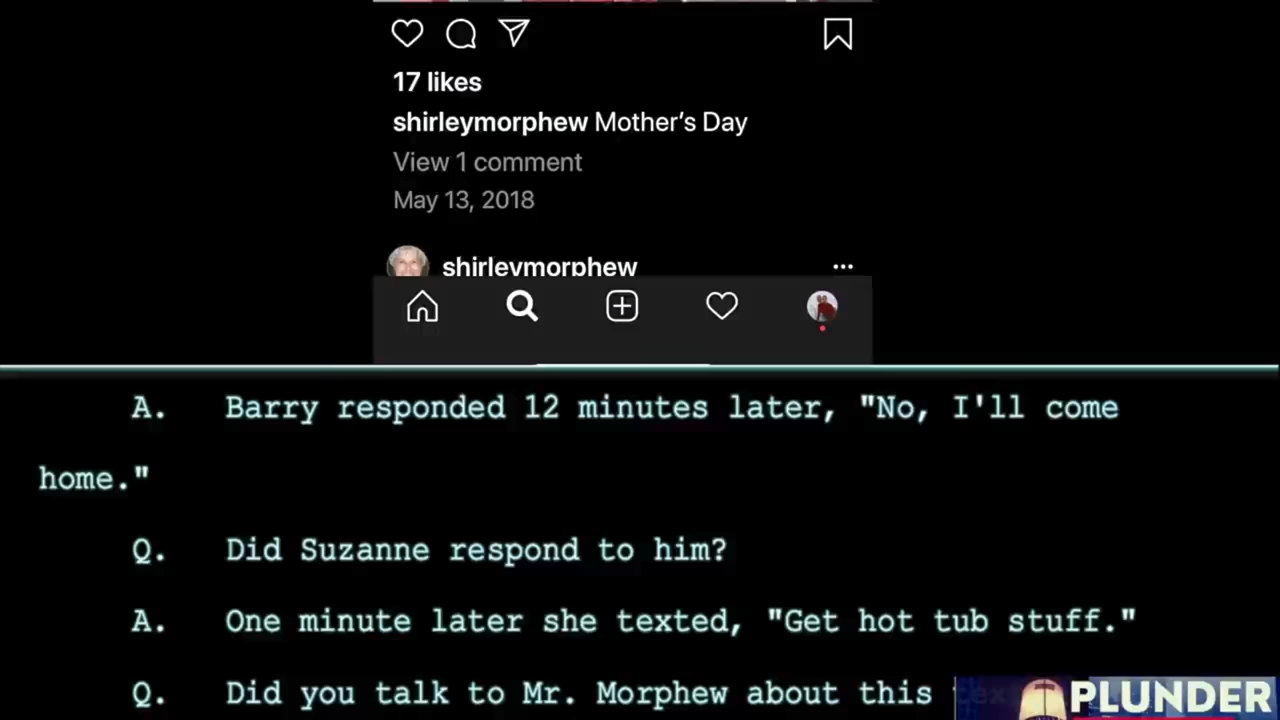 17 likes
shirleymorphew Mother's Day
View 1 comment
May 13, 2018
shirleymorphew
A. Barry responded 12 minutes later, "No, I'll come
home."
Q. Did Suzanne respond to him?
A. One minute later she texted, "Get hot tub stuff."
Q. Did you talk to Mr. Morphew about this
PLUNDER